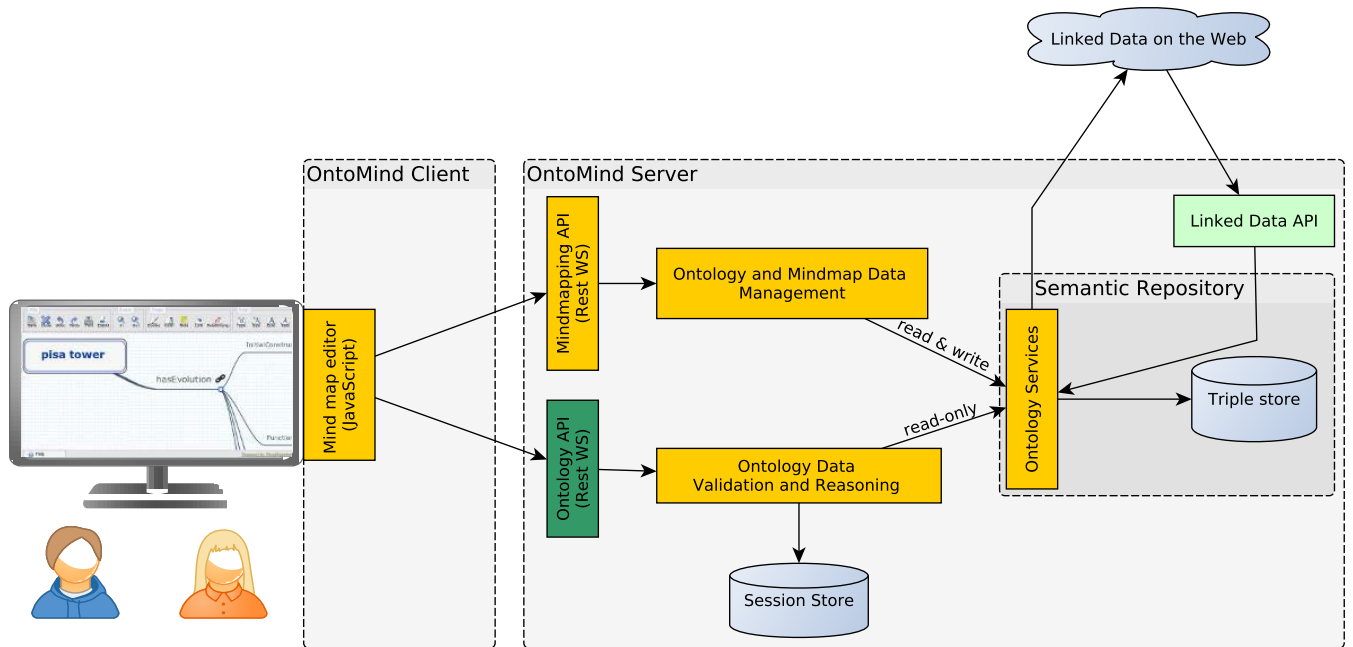 Linked Data on the Web
OntoMind Client
OntoMind Server
Linked Data API
Mindmapping API
(Rest WS)
Ontology and Mindmap Data
Management
Semantic Repository
read & write
pisa tower
hasEvolution
Mind map editor
(JavaScript)
Ontology Services
Triple store
read-only
Ontology API
(Rest WS)
Ontology Data
Validation and Reasoning
Session Store